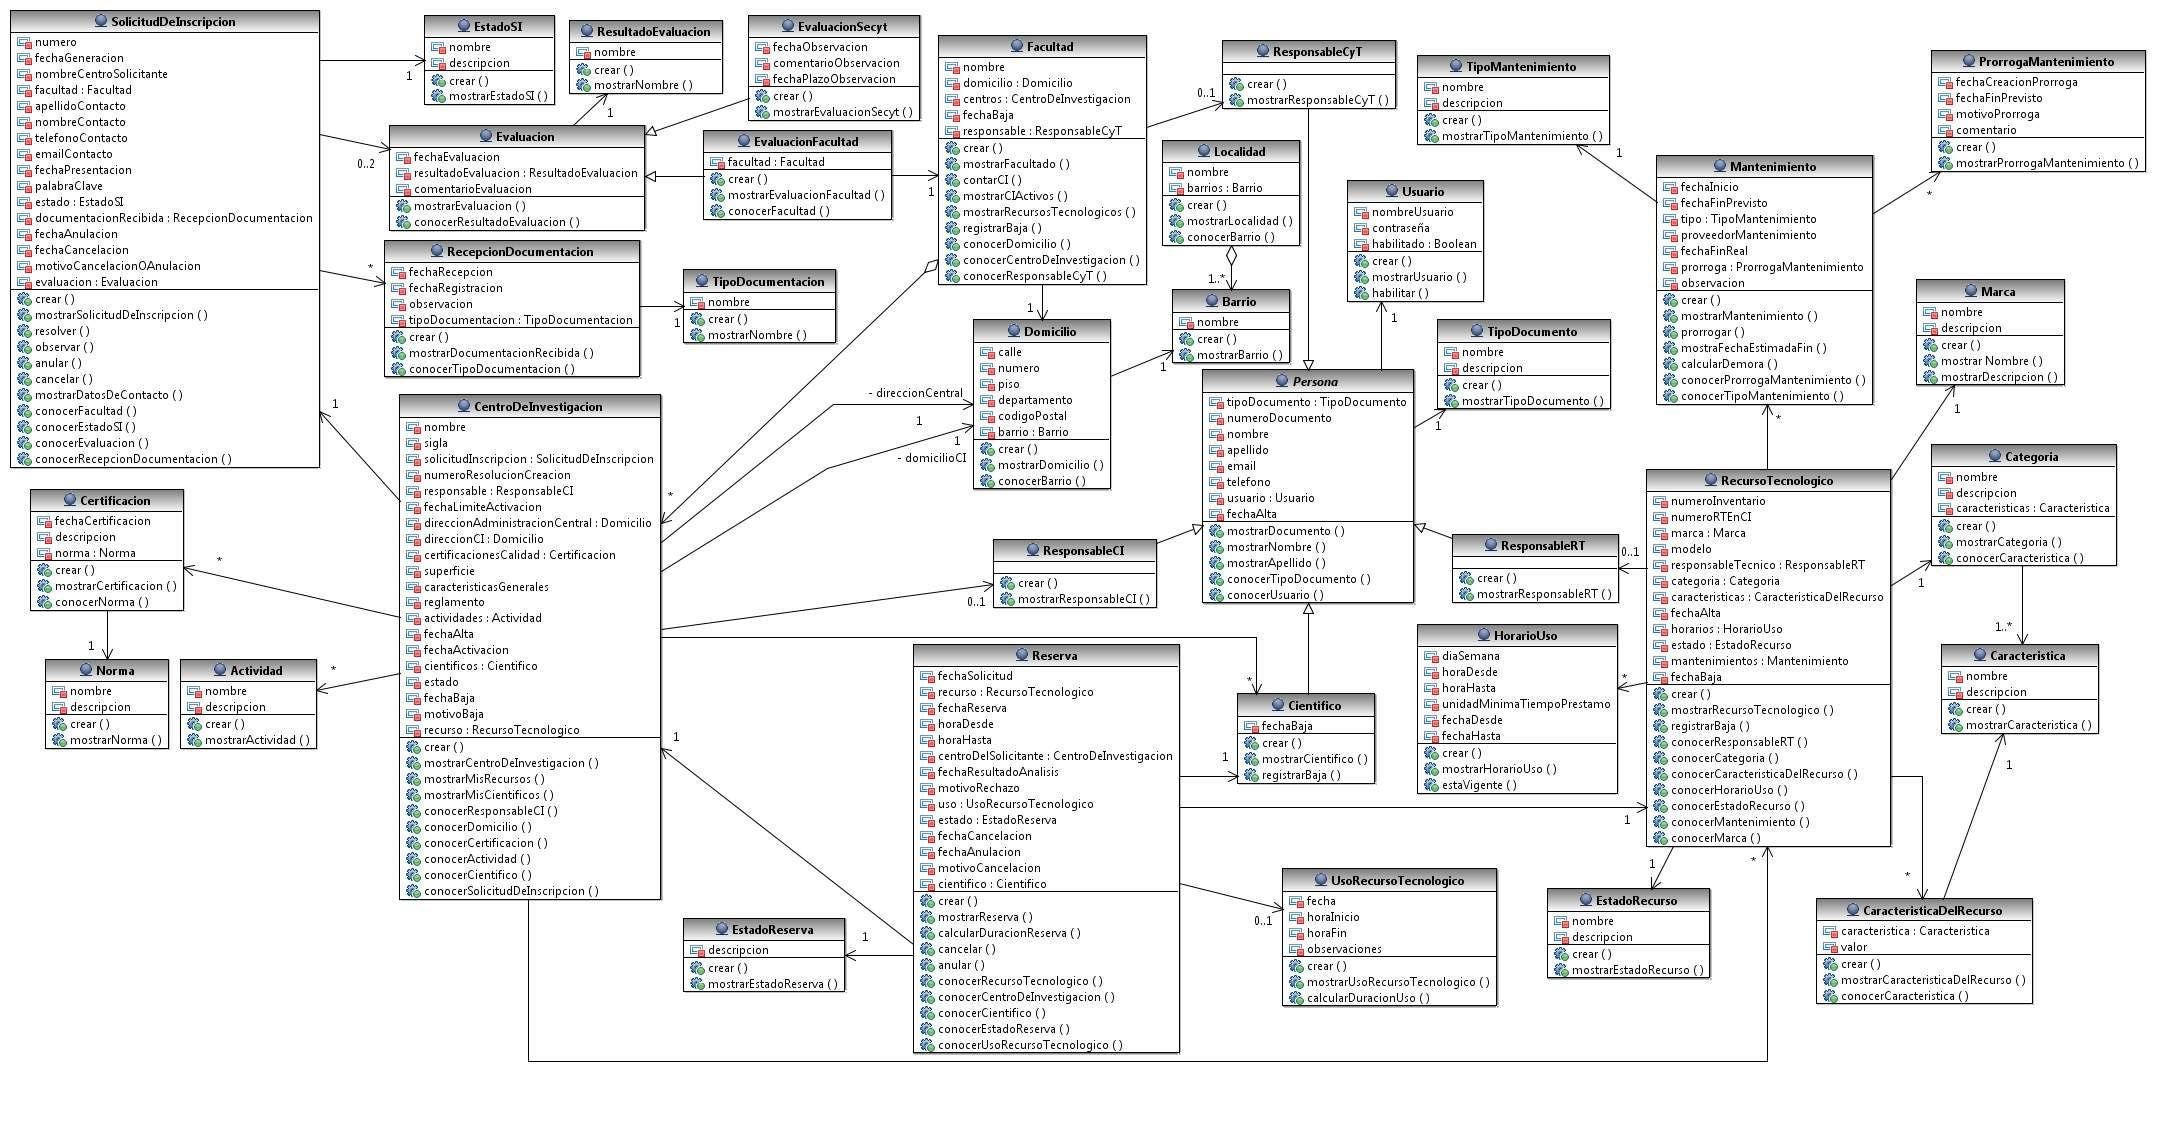 SolicitudDeInscripcion
numero
fechaGeneracion
nombreCentroSolicitante
facultad : Facultad
apellidoContacto
nombreContacto
telefonoContacto
emailContacto
fechaPresentacion
palabraClave
estado : EstadoSI
documentacionRecibida : RecepcionDocumentacion
fechaAnulacion
fechaCancelacion
motivoCancelacionOAnulacion
evaluacion : Evaluacion
crear ( )
mostrarSolicitudDeInscripcion ( )
resolver ( )
observar ( )
anular ( )
cancelar ( )
mostrarDatosDeContacto ( )
conocerFacultad ( )
conocerEstadoSI ( )
conocerEvaluacion ( )
conocerRecepcionDocumentacion ( )
1
0..2
*
1
EstadoSI
nombre
descripcion
crear ( )
mostrarEstadoSI ( )
ResultadoEvaluacion
nombre
crear ( )
mostrarNombre ( )
1
EvaluacionSecyt
fechaObservacion
comentarioObservacion
fechaPlazoObservacion
crear ( )
mostrarEvaluacionSecyt ( )
Evaluacion
fechaEvaluacion
resultadoEvaluacion : ResultadoEvaluacion
comentarioEvaluacion
mostrarEvaluacion ( )
conocerResultadoEvaluacion ( )
EvaluacionFacultad
facultad : Facultad
crear ( )
mostrarEvaluacionFacultad ( )
conocerFacultad ( )
1
RecepcionDocumentacion
fechaRecepcion
fechaRegistracion
observacion
tipoDocumentacion : TipoDocumentacion
crear ( )
mostrarDocumentacionRecibida ( )
conocerTipoDocumentacion ( )
1
TipoDocumentacion
nombre
crear ( )
mostrarNombre ( )
Facultad
nombre
domicilio : Domicilio
centros : CentroDeInvestigacion
fechaBaja
responsable : ResponsableCyT
crear ( )
mostrarFacultado ( )
contarCI ( )
mostrarCIActivos ( )
mostrarRecursosTecnologicos ( )
registrarBaja ( )
conocerDomicilio ( )
conocerCentroDeInvestigacion ( )
conocerResponsableCyT ( )
0..1
1
*
ResponsableCyT
crear ( )
mostrarResponsableCyT ( )
Localidad
nombre
barrios : Barrio
crear ( )
mostrarLocalidad ( )
conocerBarrio ( )
1..*
Barrio
nombre
crear ( )
mostrarBarrio ( )
Domicilio
calle
numero
piso
departamento
codigoPostal
barrio : Barrio
crear ( )
mostrarDomicilio ( )
conocerBarrio ( )
1
- direccionCentral
1
1
- domicilioCI
Usuario
nombreUsuario
contraseña
habilitado : Boolean
crear ( )
mostrarUsuario ( )
habilitar ( )
1
TipoDocumento
nombre
descripcion
crear ( )
mostrarTipoDocumento ( )
1
Persona
tipoDocumento : TipoDocumento
numeroDocumento
nombre
apellido
email
telefono
usuario : Usuario
fechaAlta
mostrarDocumento ( )
mostrarNombre ( )
mostrarApellido ( )
conocerTipoDocumento ( )
conocerUsuario ( )
TipoMantenimiento
nombre
descripcion
crear ( )
mostrarTipoMantenimiento ( )
1
Mantenimiento
fechaInicio
fechaFinPrevisto
tipo : TipoMantenimiento
proveedorMantenimiento
fechaFinReal
prorroga : ProrrogaMantenimiento
observacion
crear ( )
mostrarMantenimiento ( )
prorrogar ( )
mostraFechaEstimadaFin ( )
calcularDemora ( )
conocerProrrogaMantenimiento ( )
conocerTipoMantenimiento ( )
*
*
ProrrogaMantenimiento
fechaCreacionProrroga
fechaFinPrevisto
motivoProrroga
comentario
crear ( )
mostrarProrrogaMantenimiento ( )
Marca
nombre
descripcion
crear ( )
mostrar Nombre ( )
mostrarDescripcion ( )
1
Categoria
nombre
descripcion
caracteristicas : Caracteristica
crear ( )
mostrarCategoria ( )
conocerCaracteristica ( )
1
1..*
Caracteristica
nombre
descripcion
crear ( )
mostrarCaracteristica ( )
1
RecursoTecnologico
numeroInventario
numeroRTEnCI
marca : Marca
modelo
responsableTecnico : ResponsableRT
categoria : Categoria
caracteristicas : CaracteristicaDelRecurso
fechaAlta
horarios : HorarioUso
estado : EstadoRecurso
mantenimientos : Mantenimiento
fechaBaja
crear ( )
mostrarRecursoTecnologico ( )
registrarBaja ( )
conocerResponsableRT ( )
conocerCategoria ( )
conocerCaracteristicaDelRecurso ( )
conocerHorarioUso ( )
conocerEstadoRecurso ( )
conocerMantenimiento ( )
conocerMarca ( )
0..1
*
1
1
*
*
ResponsableRT
crear ( )
mostrarResponsableRT ( )
HorarioUso
diaSemana
horaDesde
horaHasta
unidadMinimaTiempoPrestamo
fechaDesde
fechaHasta
crear ( )
mostrarHorarioUso ( )
estaVigente ( )
EstadoRecurso
nombre
descripcion
crear ( )
mostrarEstadoRecurso ( )
CaracteristicaDelRecurso
caracteristica : Caracteristica
valor
crear ( )
mostrarCaracteristicaDelRecurso ( )
conocerCaracteristica ( )
CentroDeInvestigacion
nombre
sigla
solicitudInscripcion : SolicitudDeInscripcion
numeroResolucionCreacion
responsable : ResponsableCI
fechaLimiteActivacion
direccionAdministracionCentral : Domicilio
direccionCI : Domicilio
certificacionesCalidad : Certificacion
superficie
caracteristicasGenerales
reglamento
actividades : Actividad
fechaAlta
fechaActivacion
cientificos : Cientifico
estado
fechaBaja
motivoBaja
recurso : RecursoTecnologico
crear ( )
mostrarCentroDeInvestigacion ( )
mostrarMisRecursos ( )
mostrarMisCientificos ( )
conocerResponsableCI ( )
conocerDomicilio ( )
conocerCertificacion ( )
conocerActividad ( )
conocerCientifico ( )
conocerSolicitudDeInscripcion ( )
Certificacion
fechaCertificacion
descripcion
norma : Norma
crear ( )
mostrarCertificacion ( )
conocerNorma ( )
*
1
Norma
nombre
descripcion
crear ( )
mostrarNorma ( )
Actividad
nombre
descripcion
crear ( )
mostrarActividad ( )
*
ResponsableCI
crear ( )
mostrarResponsableCI ( )
0..1
Cientifico
fechaBaja
crear ( )
mostrarCientifico ( )
registrarBaja ( )
*
1
Reserva
fechaSolicitud
recurso : RecursoTecnologico
fechaReserva
horaDesde
horaHasta
centroDelSolicitante : CentroDeInvestigacion
fechaResultadoAnalisis
motivoRechazo
uso : UsoRecursoTecnologico
estado : EstadoReserva
fechaCancelacion
fechaAnulacion
motivoCancelacion
cientifico : Cientifico
crear ( )
mostrarReserva ( )
calcularDuracionReserva ( )
cancelar ( )
anular ( )
conocerRecursoTecnologico ( )
conocerCentroDeInvestigacion ( )
conocerCientifico ( )
conocerEstadoReserva ( )
conocerUsoRecursoTecnologico ( )
1
1
0..1
EstadoReserva
descripcion
crear ( )
mostrarEstadoReserva ( )
UsoRecursoTecnologico
fecha
horaInicio
horaFin
observaciones
crear ( )
mostrarUsoRecursoTecnologico ( )
calcularDuracionUso ( )